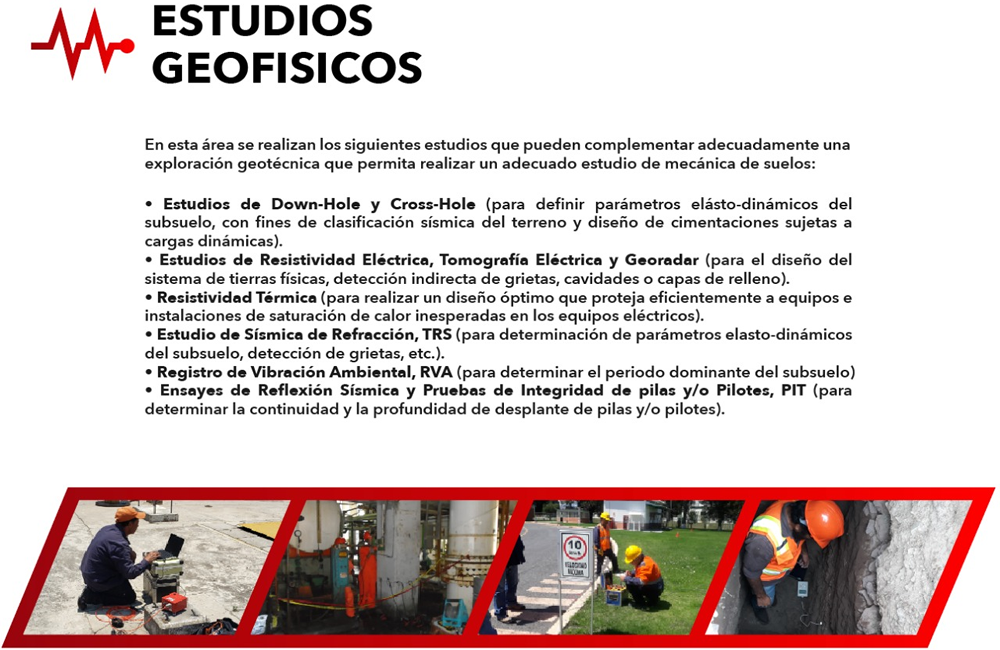 ESTUDIOS
GEOFISICOS
En esta área se realizan los siguientes estudios que pueden complementar adecuadamente una
exploración geotécnica que permita realizar un adecuado estudio de mecánica de suelos:
• Estudios de Down-Hole y Cross-Hole (para definir parámetros elásto-dinámicos del
subsuelo, con fines de clasificación sísmica del terreno y diseño de cimentaciones sujetas a
cargas dinámicas).
• Estudios de Resistividad Eléctrica, Tomografía Eléctrica y Georadar (para el diseño del
sistema de tierras físicas, detección indirecta de grietas, cavidades o capas de relleno).
• Resistividad Térmica (para realizar un diseño óptimo que proteja eficientemente a equipos e
instalaciones de saturación de calor inesperadas en los equipos eléctricos).
• Estudio de Sísmica de Refracción, TRS (para determinación de parámetros elasto-dinámicos
del subsuelo, detección de grietas, etc.).
• Registro de Vibración Ambiental, RVA (para determinar el periodo dominante del subsuelo)
• Ensayes de Reflexión Sísmica y Pruebas de Integridad de pilas y/o Pilotes, PIT (para
determinar la continuidad y la profundidad de desplante de pilas y/o pilotes).
10
VELOCIDAD
MAXIMA